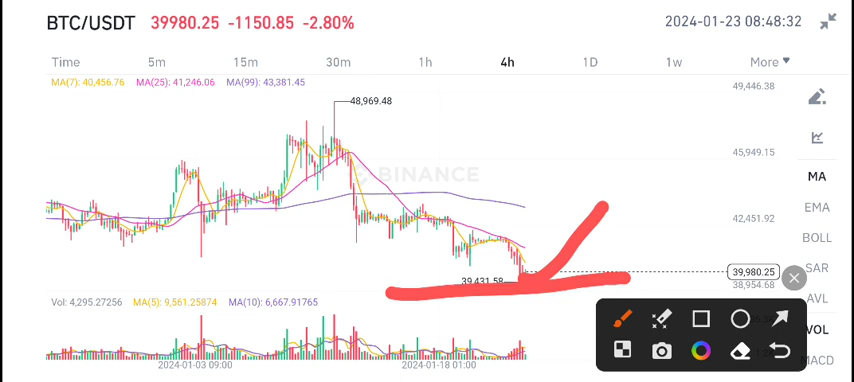 BTC/USDT 39980.25 -1150.85 -2.80% 2024-01-23 08:48:32
Time 5m 15m 30m 1h 4h 1D 1w More
MA(7): 40,456.76 MA(25): 41,246.06 MA(99): 43,381.45
49,446.38
48,969.48
BINANCE
45,949.15
MA
EMA
42,451.92
BOLL
39,980.25
SAR
39,431.58
38,954.68
AVL
Vol: 4,295.27256 MA(5): 9,561.25874 MA(10): 6,667.91765
VOL
MACD
2024-01-03 09:00 2024-01-18 01:00